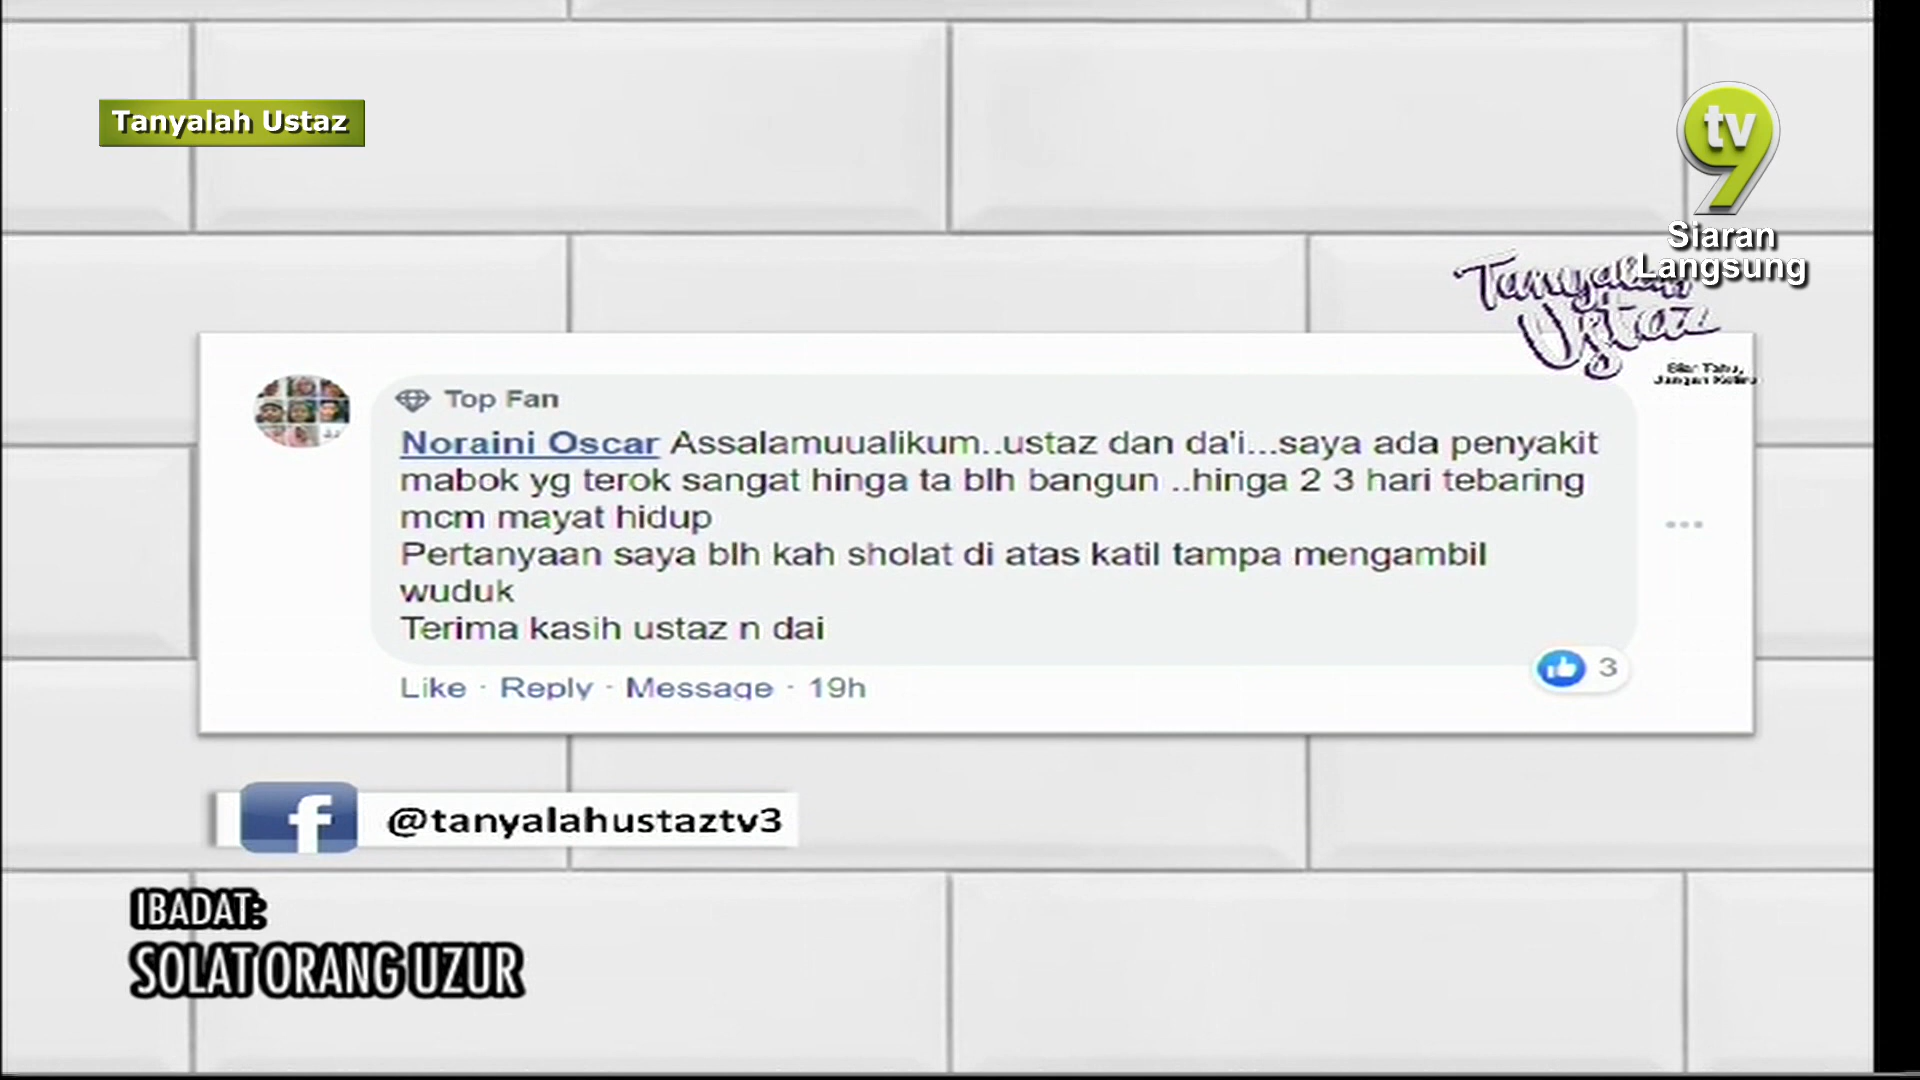 Tanyalah Ustaz
tv9
Siaran
Langsung
Tanyalah
Ustaz
Top Fan
Noraini Oscar Assalamuualikum..ustaz dan da'i...saya ada penyakit
mabok yg terok sangat hinga ta blh bangun ..hinga 2 3 hari tebaring
mcm mayat hidup
Pertanyaan saya blh kah sholat di atas katil tampa mengambil
wuduk
Terima kasih ustaz n dai
3
Like · Reply · Message · 19h
f @tanyalahustaztv3
IBADAT:
SOLAT ORANG UZUR